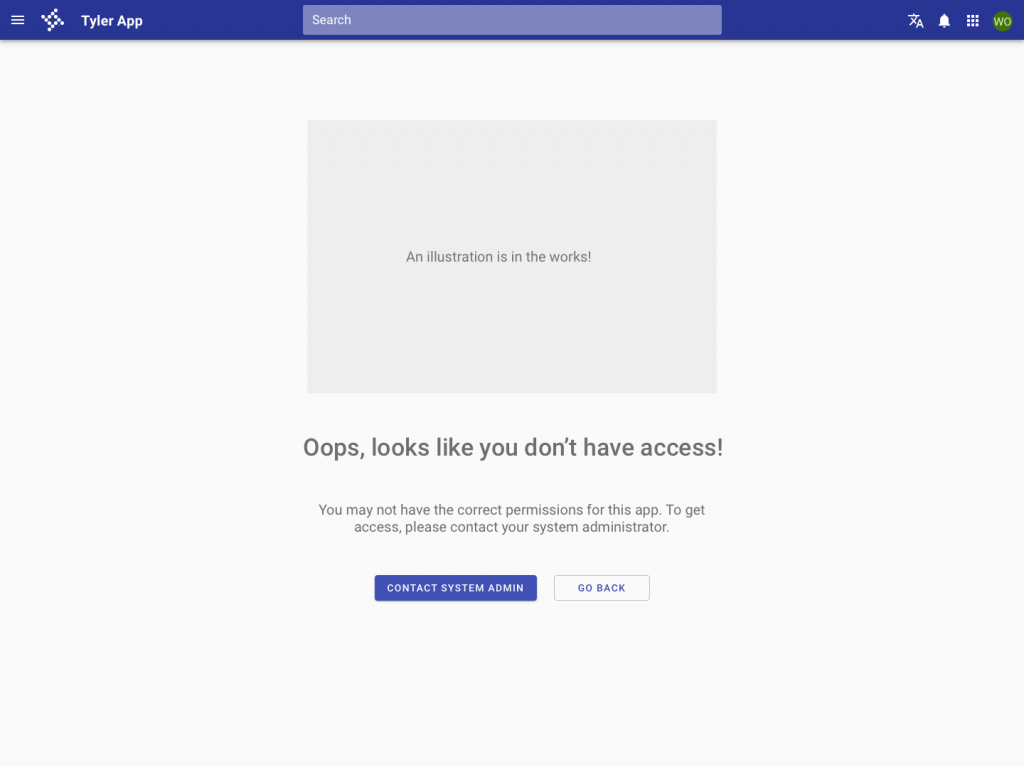 Tyler App
Search
WO
An illustration is in the works!
Oops, looks like you don’t have access!
You may not have the correct permissions for this app. To get
access, please contact your system administrator.
CONTACT SYSTEM ADMIN
GO BACK